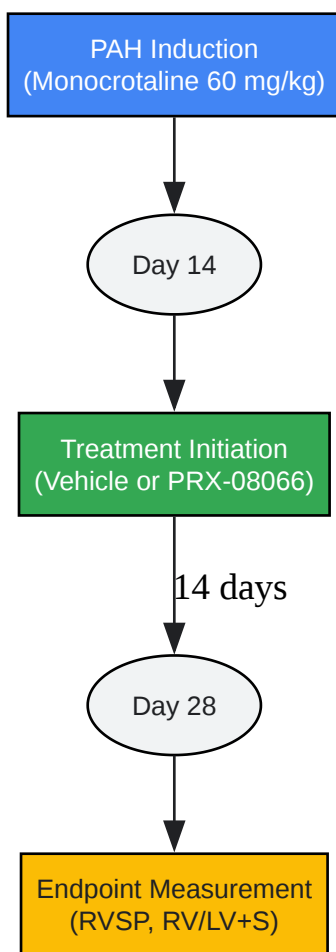 PAH Induction
(Monocrotaline 60 mg/kg)
Day 14
Treatment Initiation
(Vehicle or PRX-08066)
14 days
Day 28
Endpoint Measurement
(RVSP, RV/LV+S)